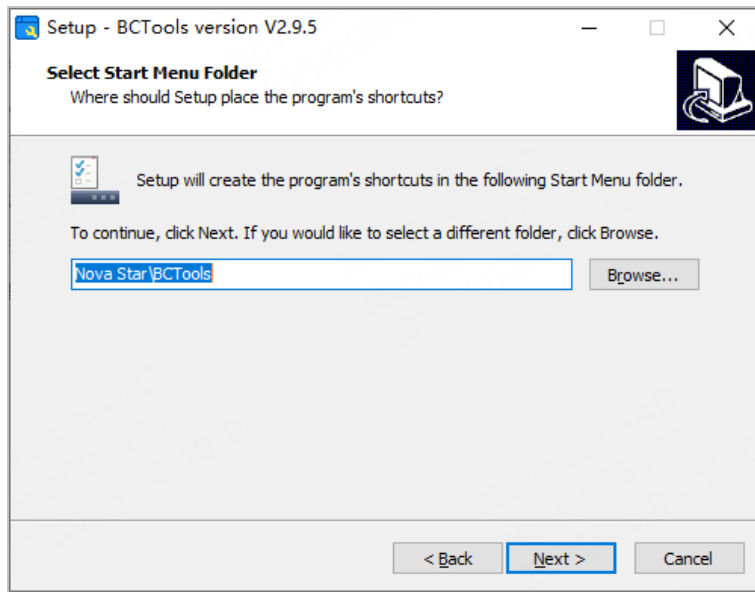 Setup - BCTools version V2.9.5
Select Start Menu Folder
Where should Setup place the program's shortcuts?
Setup will create the program's shortcuts in the following Start Menu folder.
To continue, click Next. If you would like to select a different folder, click Browse.
Nova Star\BCTools
Browse...
< Back
Next >
Cancel